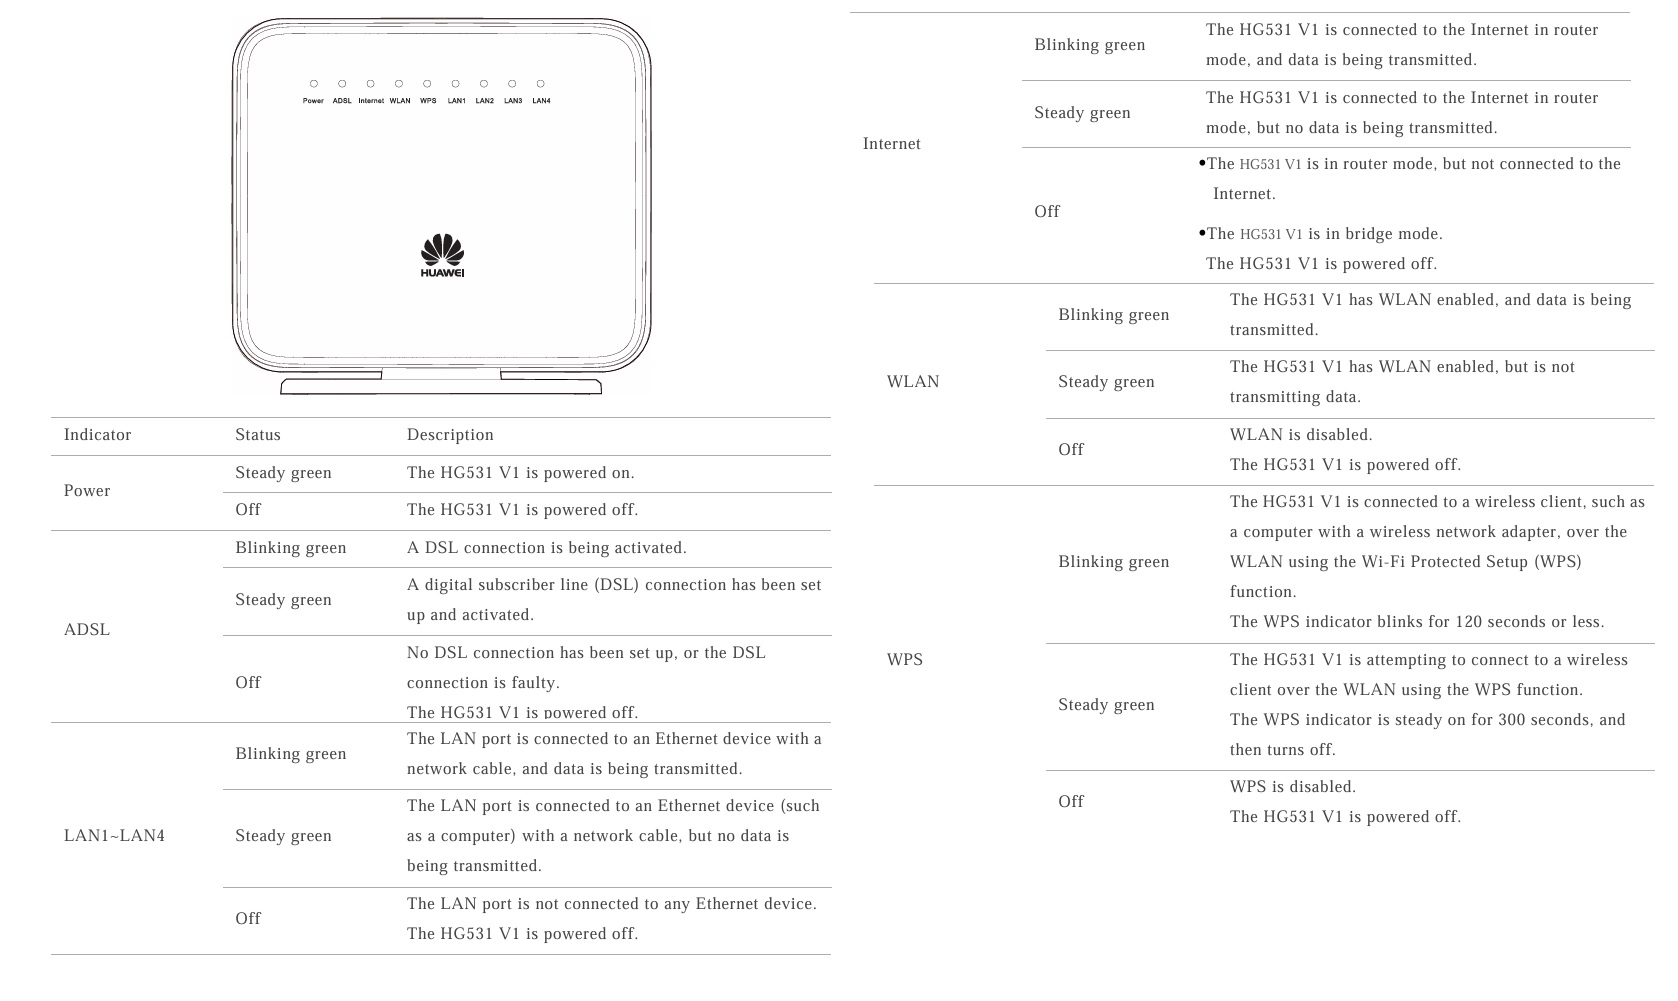 Power ADSL Internet WLAN WPS LAN1 LAN2 LAN3 LAN4
HUAWEI
Indicator Status Description
Power
Steady green The HG531 V1 is powered on.
Off The HG531 V1 is powered off.
ADSL
Blinking green A DSL connection is being activated.
Steady green
A digital subscriber line (DSL) connection has been set
up and activated.
Off
No DSL connection has been set up, or the DSL
connection is faulty.
The HG531 V1 is powered off.
LAN1~LAN4
Blinking green
The LAN port is connected to an Ethernet device with a
network cable, and data is being transmitted.
Steady green
The LAN port is connected to an Ethernet device (such
as a computer) with a network cable, but no data is
being transmitted.
Off
The LAN port is not connected to any Ethernet device.
The HG531 V1 is powered off.
Internet
Blinking green
The HG531 V1 is connected to the Internet in router
mode, and data is being transmitted.
Steady green
The HG531 V1 is connected to the Internet in router
mode, but no data is being transmitted.
Off
•The HG531 V1 is in router mode, but not connected to the
Internet.
•The HG531 V1 is in bridge mode.
The HG531 V1 is powered off.
WLAN
Blinking green
The HG531 V1 has WLAN enabled, and data is being
transmitted.
Steady green
The HG531 V1 has WLAN enabled, but is not
transmitting data.
Off
WLAN is disabled.
The HG531 V1 is powered off.
WPS
Blinking green
The HG531 V1 is connected to a wireless client, such as
a computer with a wireless network adapter, over the
WLAN using the Wi-Fi Protected Setup (WPS)
function.
The WPS indicator blinks for 120 seconds or less.
Steady green
The HG531 V1 is attempting to connect to a wireless
client over the WLAN using the WPS function.
The WPS indicator is steady on for 300 seconds, and
then turns off.
Off
WPS is disabled.
The HG531 V1 is powered off.